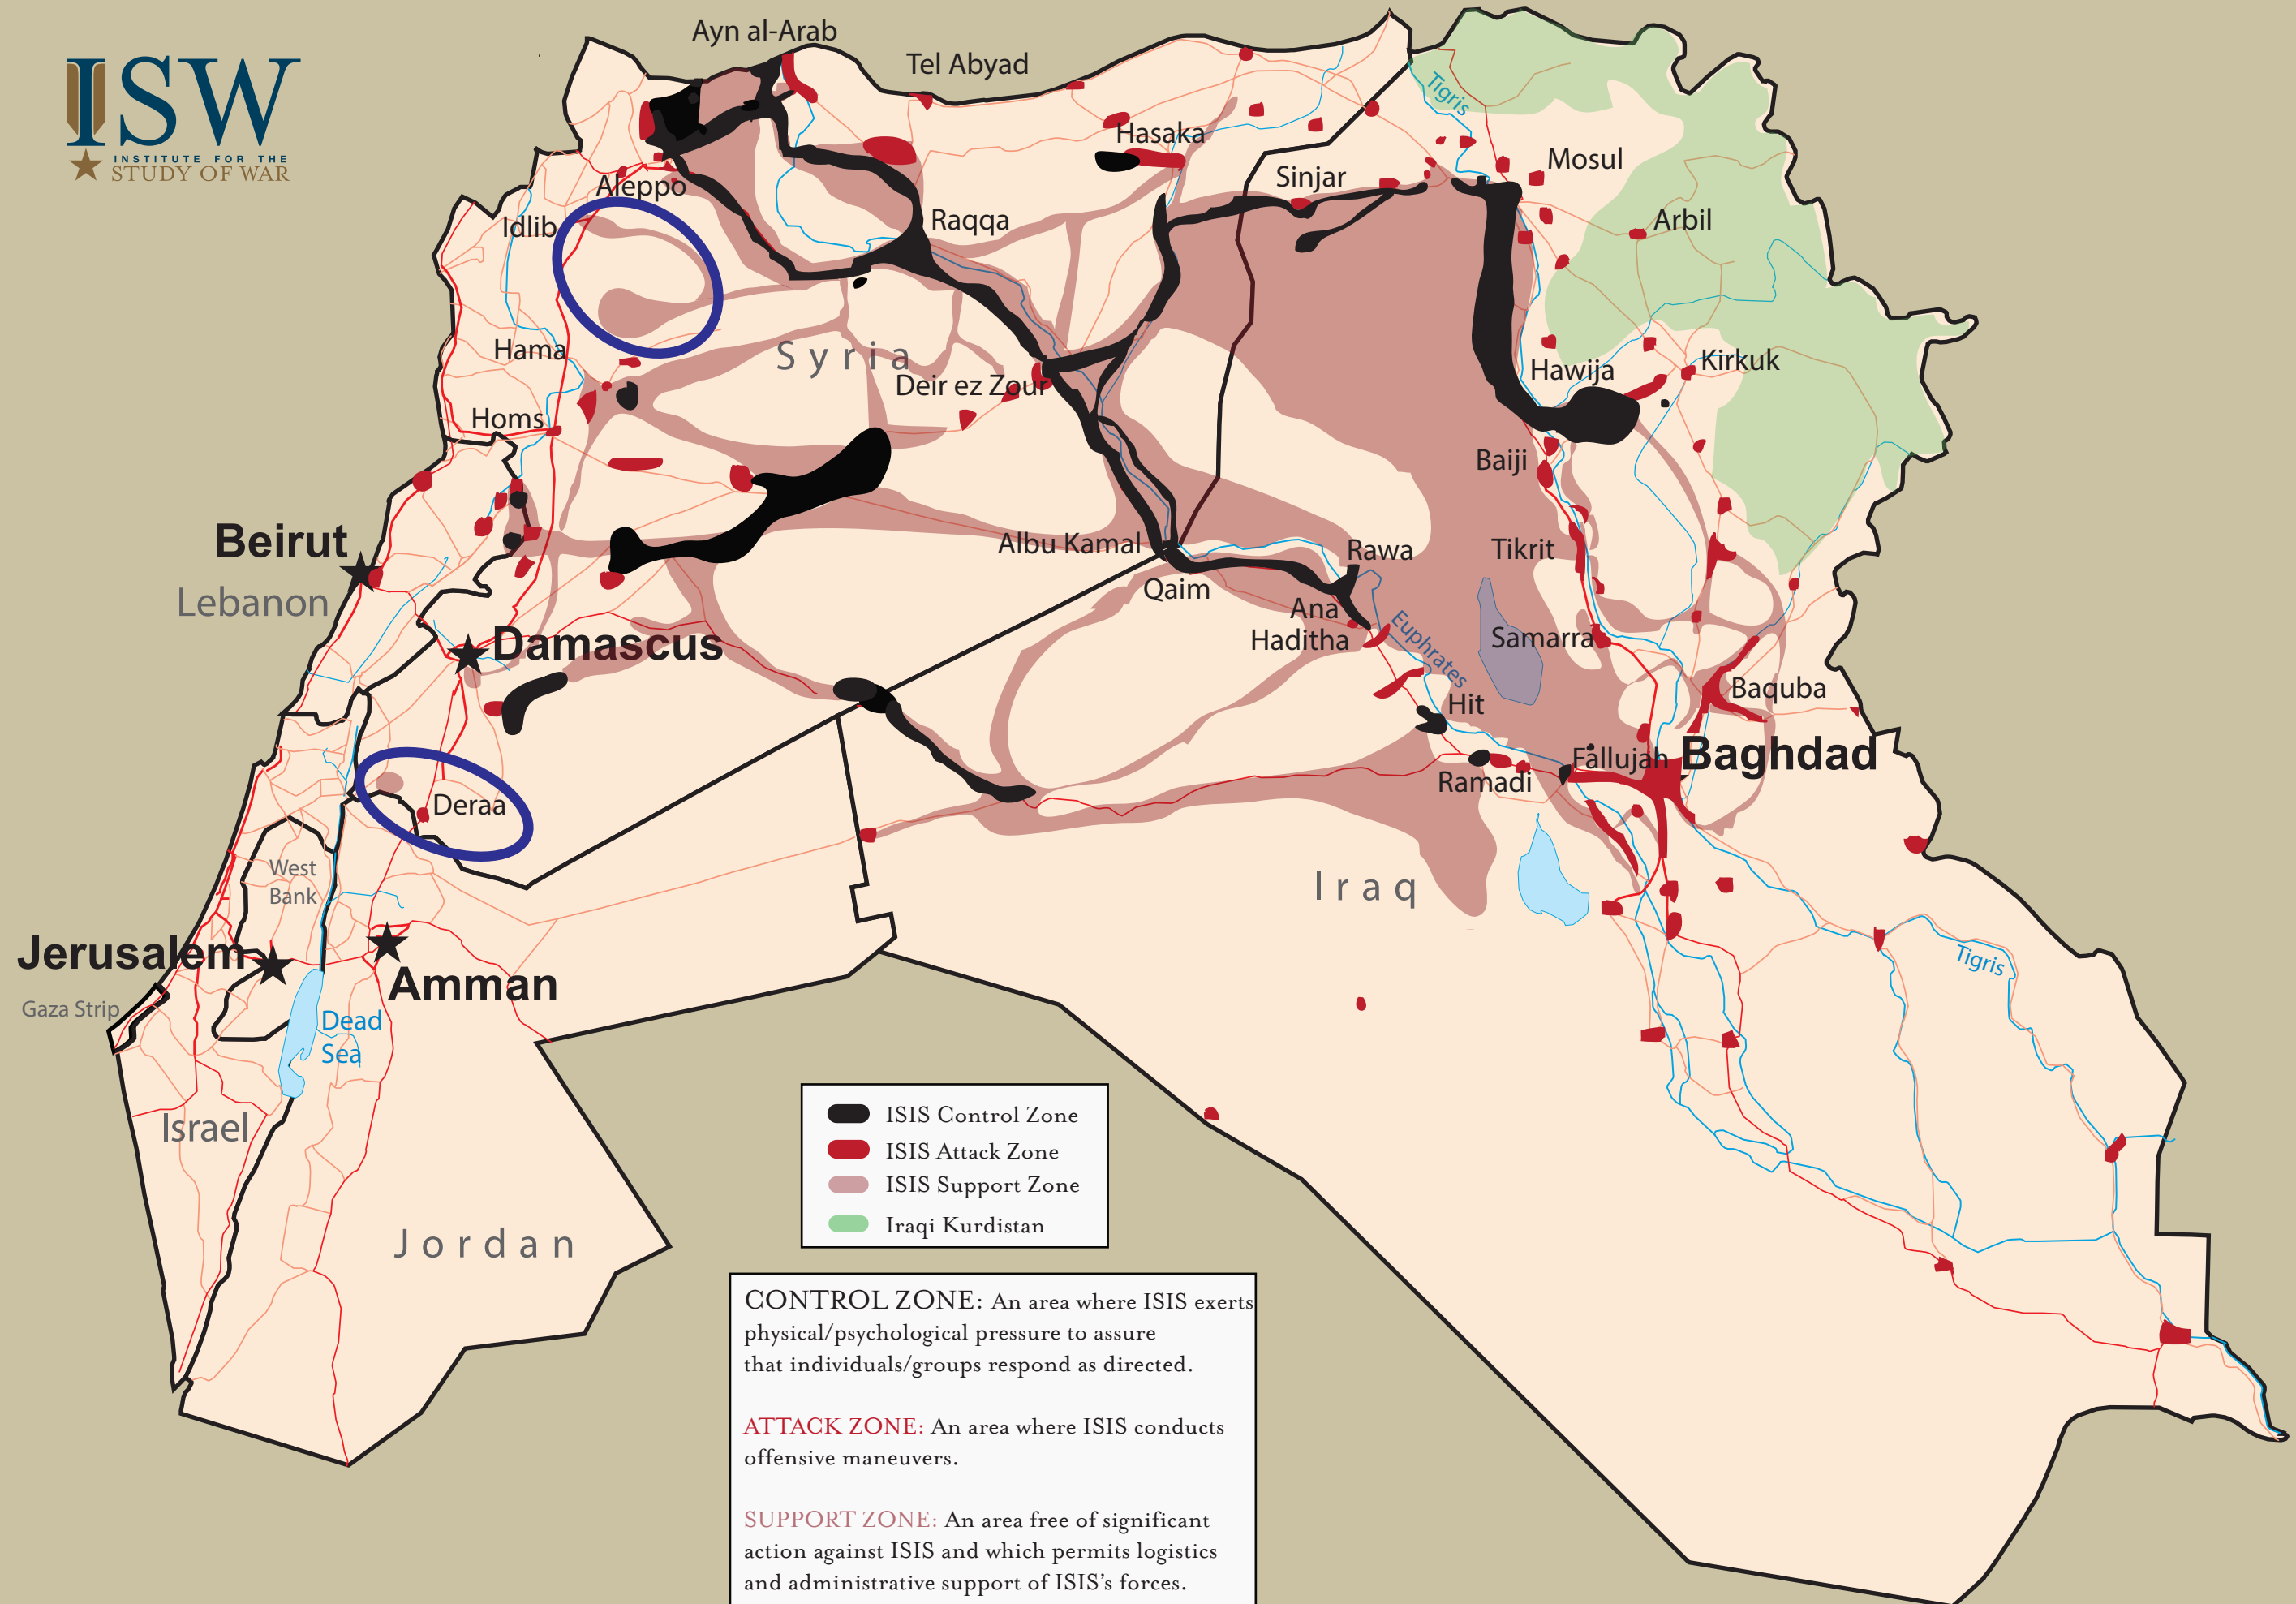 ISW
INSTITUTE FOR THE
STUDY OF WAR
Ayn al-Arab
Tel Abyad
Tigris
Hasaka
Mosul
Sinjar
Aleppo
Idlib
Raqqa
Arbil
Hama
Syria
Deir ez Zour
Hawija
Kirkuk
Homs
Baiji
Beirut
Lebanon
Albu Kamal
Rawa
Tikrit
Qaim
Ana
Haditha
Euphrates
Samarra
Damascus
Baquba
Hit
Fallujah
Baghdad
Ramadi
Deraa
West
Bank
Iraq
Jerusalem
Amman
Tigris
Gaza Strip
Dead
Sea
Israel
Jordan
ISIS Control Zone
ISIS Attack Zone
ISIS Support Zone
Iraqi Kurdistan
CONTROL ZONE: An area where ISIS exerts
physical/psychological pressure to assure
that individuals/groups respond as directed.
ATTACK ZONE: An area where ISIS conducts
offensive maneuvers.
SUPPORT ZONE: An area free of significant
action against ISIS and which permits logistics
and administrative support of ISIS's forces.